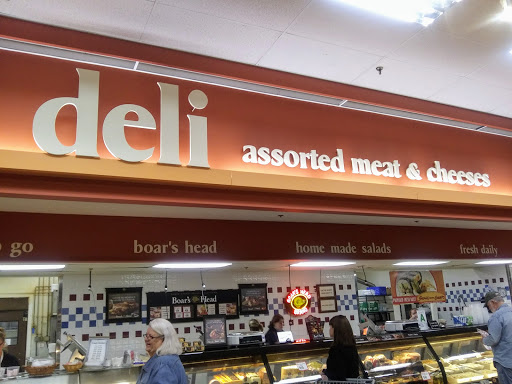 deli
assorted meat & cheeses
go
boar's head
home made salads
fresh daily
Boar's Head